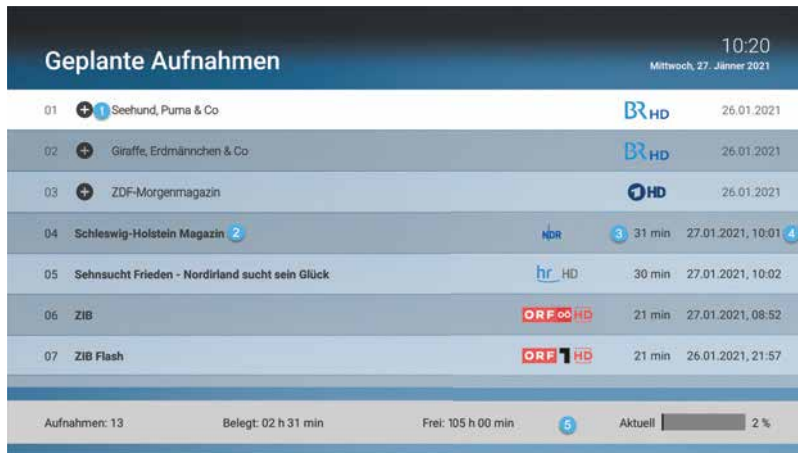 10:20
Geplante Aufnahmen
Mittwoch, 27. Jänner 2021
01 1 Seehund, Puma & Co BR HD 26.01.2021
02 Giraffe, Erdmännchen & Co BR HD 26.01.2021
03 ZDF-Morgenmagazin 1 HD 26.01.2021
04 Schleswig-Holstein Magazin 2 NDR 3 31 min 27.01.2021, 10:01 4
05 Sehnsucht Frieden - Nordirland sucht sein Glück hr HD 30 min 27.01.2021, 10:02
06 ZIB ORF HD 21 min 27.01.2021, 08:52
07 ZIB Flash ORF 1 HD 21 min 26.01.2021, 21:57
Aufnahmen: 13 Belegt: 02 h 31 min Frei: 105 h 00 min 5 Aktuell 2 %